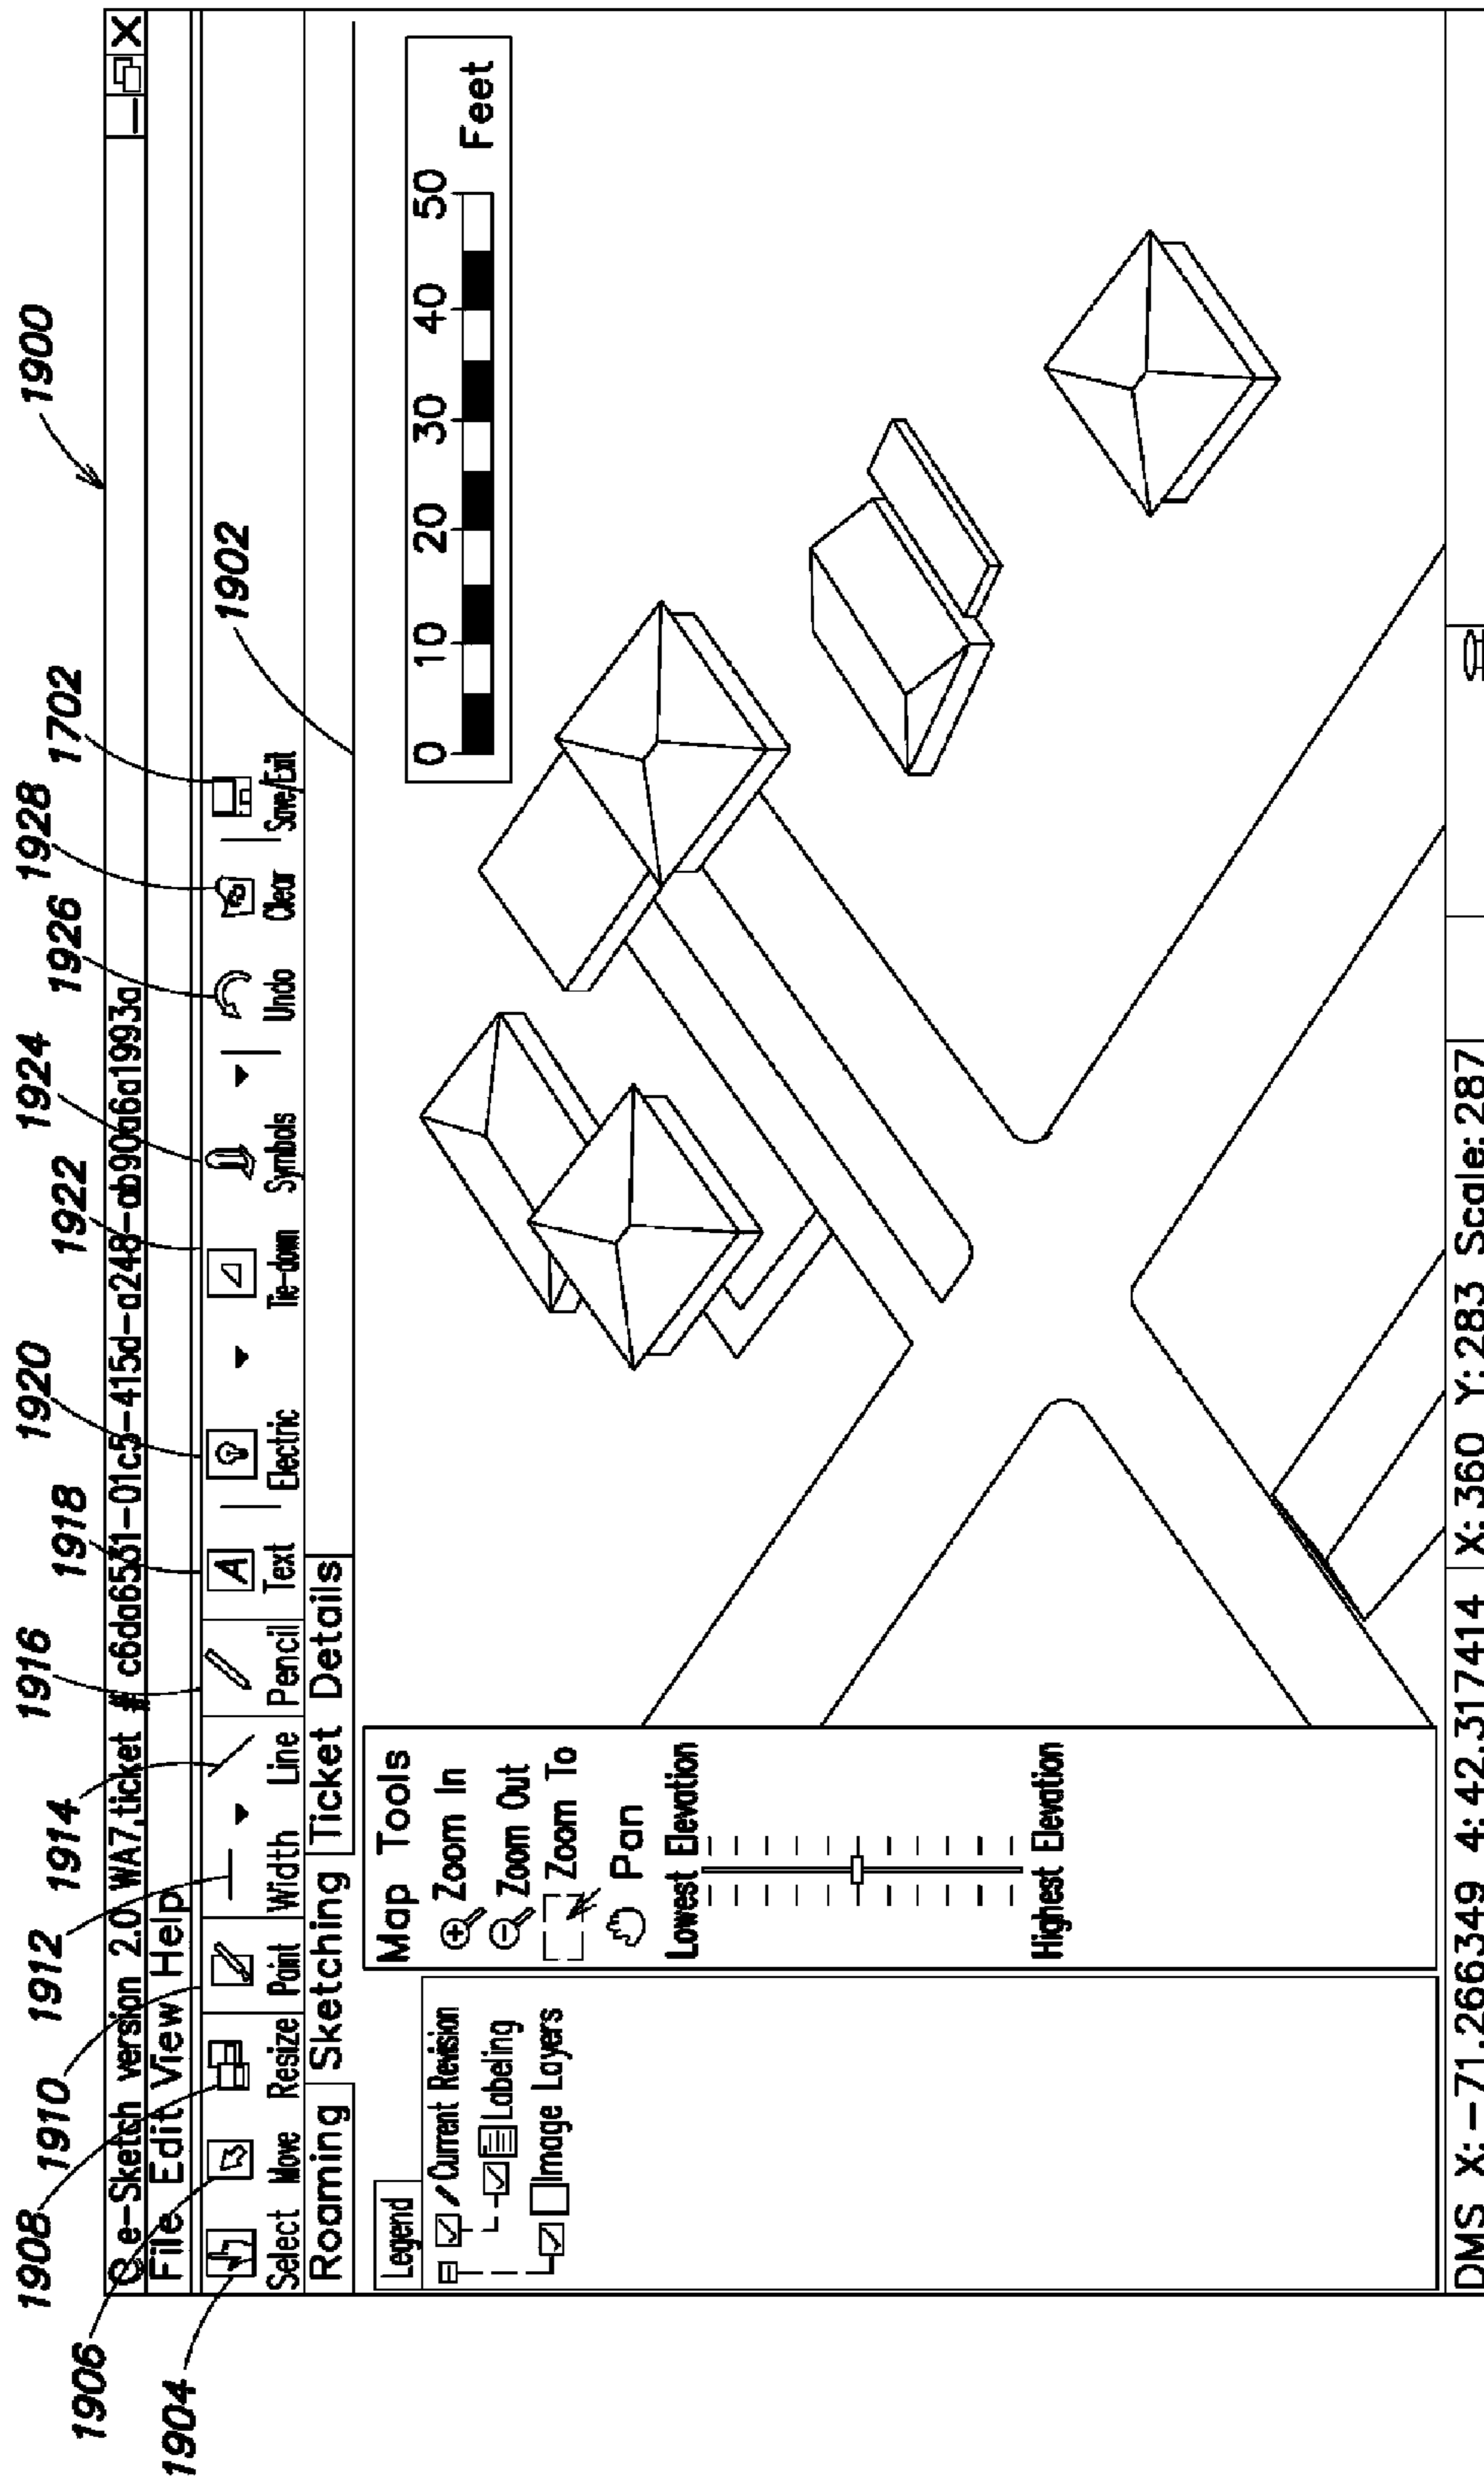 1900
1904
1906
1908
1910
1912
1914
1916
1918
1920
1922
1924
1926
1928
1702
1902
e-Sketch version 2.0 WA7,ticket # c6da6531-01c5-415d-a248-ab90a6a1993a
File Edit View Help
Select Move Resize Paint Width Line Pencil Text Electric Tie-down Symbols Undo Clear Save/Exit
Roaming Sketching Ticket Details
Legend
Current Revision
Labeling
Image Layers
Map Tools
Zoom In
Zoom Out
Zoom To
Pan
Lowest Elevation
Highest Elevation
0 10 20 30 40 50
Feet
DMS X:-71.266349 4:42.317414 X:360 Y:283 Scale:287